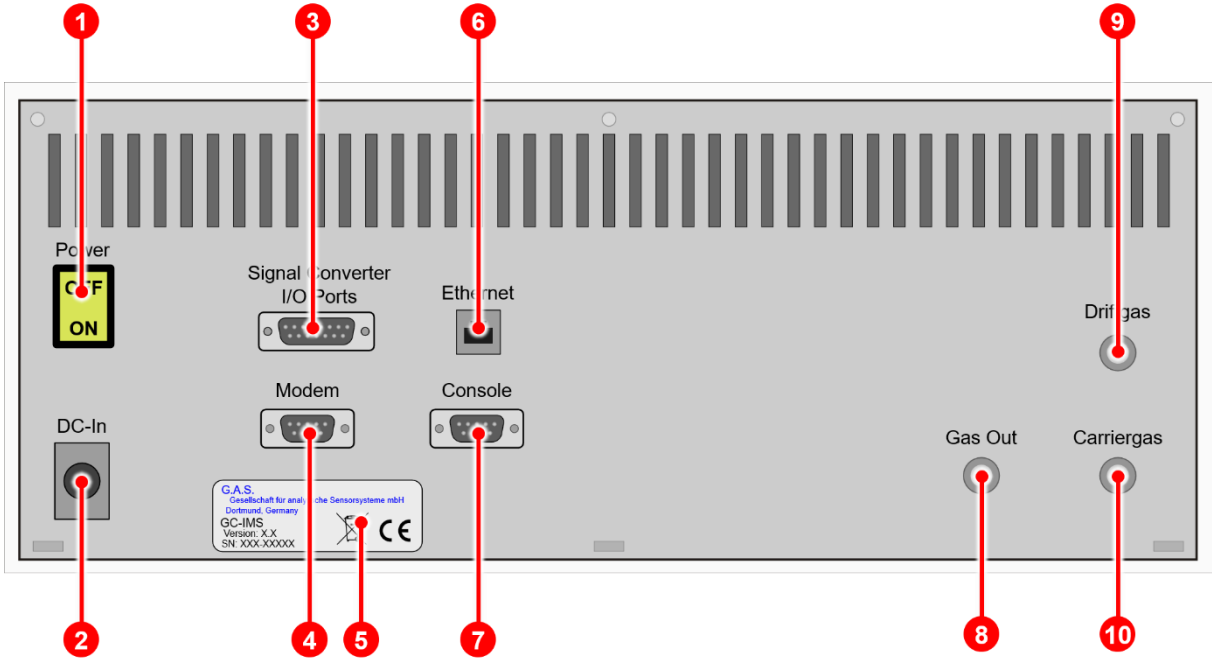 1
3
6
9
Power
OFF
ON
Signal Converter
I/O Ports
Ethernet
Driftgas
DC-In
Modem
Console
Gas Out
Carriergas
G.A.S.
Gesellschaft für analytische Sensorsysteme mbH
Dortmund, Germany
GC-IMS
Version: X.X
SN: XXX-XXXXX
CE
2
4
5
7
8
10